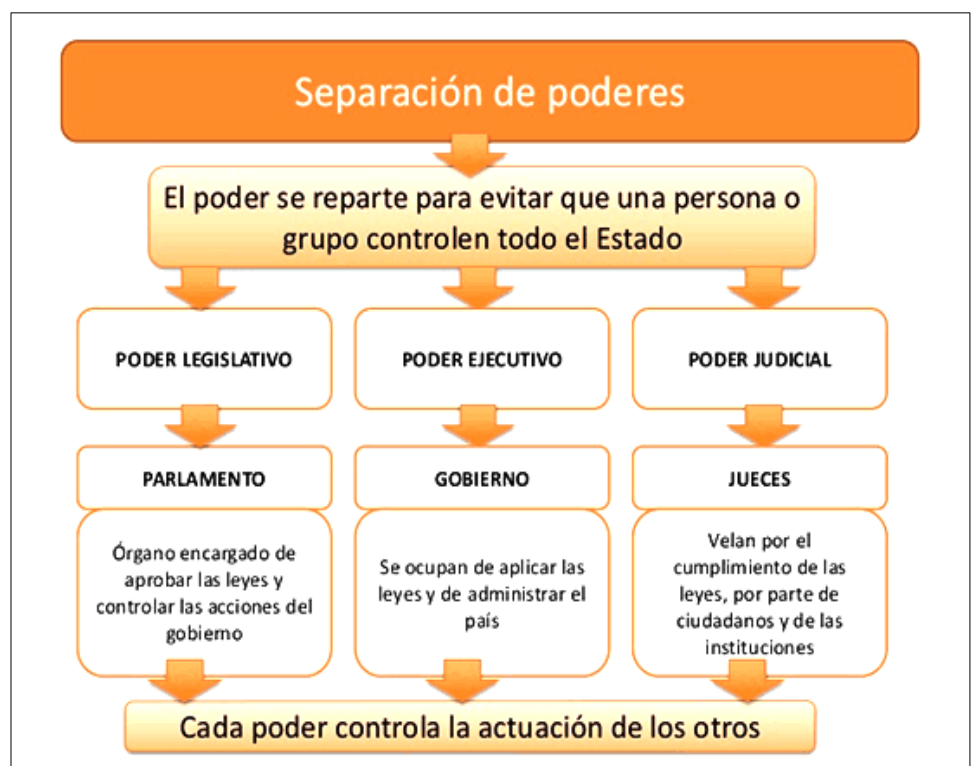 Separación de poderes
El poder se reparte para evitar que una persona o
grupo controlen todo el Estado
PODER LEGISLATIVO
PODER EJECUTIVO
PODER JUDICIAL
PARLAMENTO
GOBIERNO
JUECES
Órgano encargado de
aprobar las leyes y
controlar las acciones del
gobierno
Se ocupan de aplicar las
leyes y de administrar el
país
Velan por el
cumplimiento de las
leyes, por parte de
ciudadanos y de las
instituciones
Cada poder controla la actuación de los otros